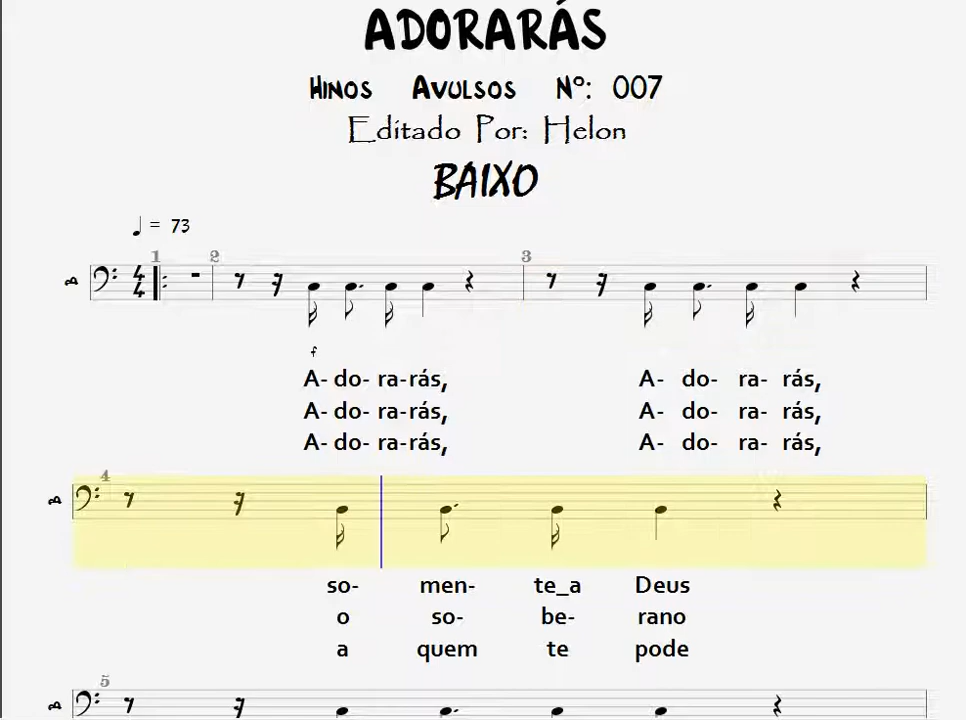 ADORARÁS
HINOS AVULSOS Nº: 007
Editado Por: Helon
BAIXO
= 73
1 2 3
B
f
A- do- ra-rás, A- do- ra- rás,
A- do- ra-rás, A- do- ra- rás,
A- do- ra-rás, A- do- ra- rás,
4
B
so- men- te_a Deus
o so- be- rano
a quem te pode
5
B